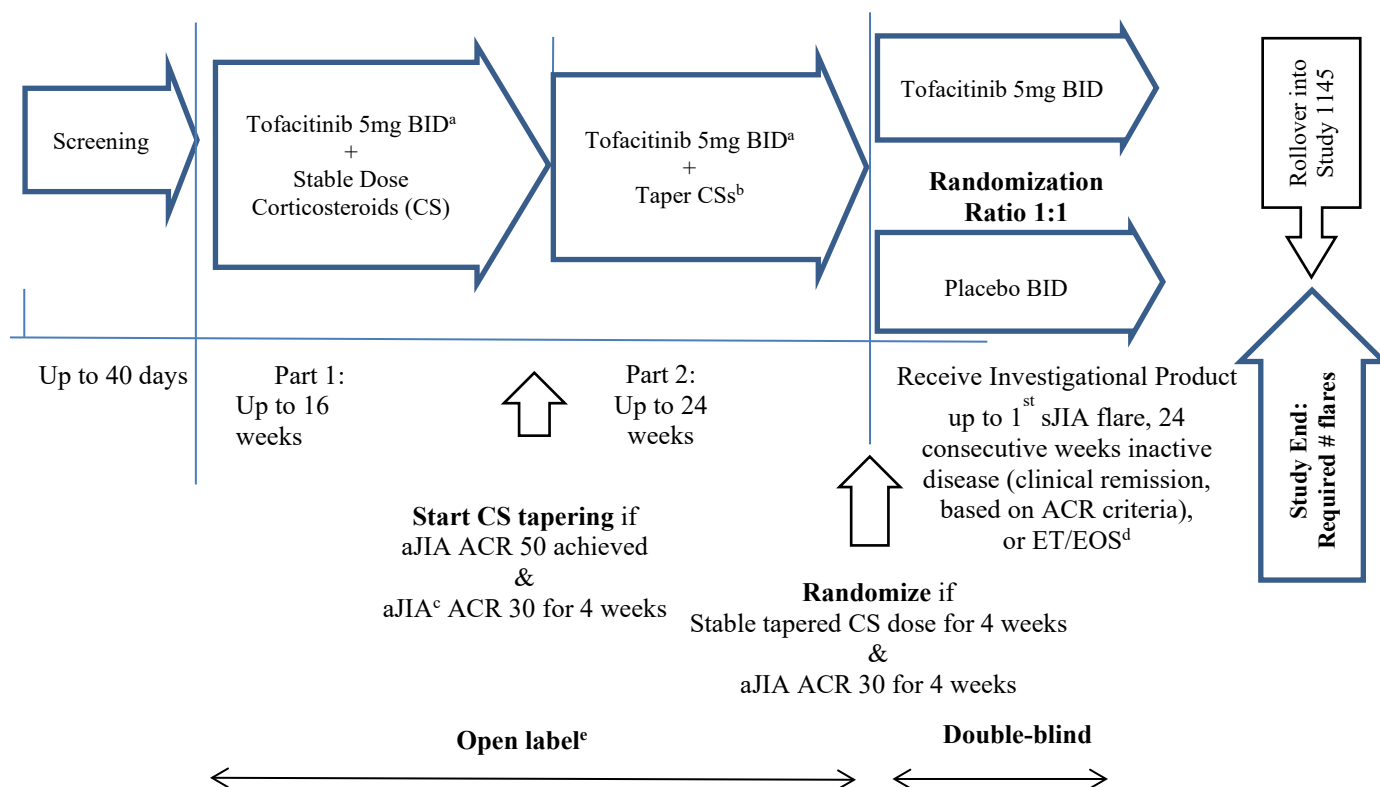 Screening
Tofacitinib 5mg BIDᵃ
+
Stable Dose
Corticosteroids (CS)
Tofacitinib 5mg BIDᵃ
+
Taper CSsᵇ
Tofacitinib 5mg BID
Randomization
Ratio 1:1
Placebo BID
Rollover into
Study 1145
Up to 40 days
Part 1:
Up to 16
weeks
Part 2:
Up to 24
weeks
Receive Investigational Product
up to 1ˢᵗ sJIA flare, 24
consecutive weeks inactive
disease (clinical remission,
based on ACR criteria),
or ET/EOSᵈ
Study End:
Required # flares
Start CS tapering if
aJIA ACR 50 achieved
&
aJIAᶜ ACR 30 for 4 weeks
Randomize if
Stable tapered CS dose for 4 weeks
&
aJIA ACR 30 for 4 weeks
Open labelᵉ
Double-blind